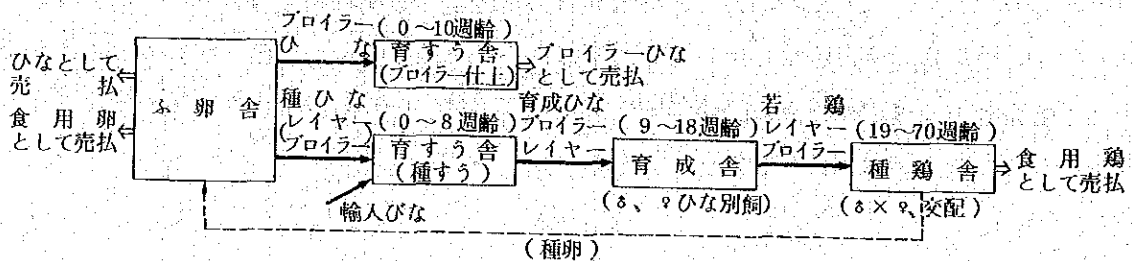 ブロイラー
ひな
(0～10週齢)
育すう舎
(ブロイラー仕上)
ブロイラーひな
として売払
ひなとして
売払
食用卵
として売払
ふ卵舎
種ひな
レイヤー
ブロイラー
(0～8週齢)
育すう舎
(種すう)
輸入びな
育成ひな
ブロイラー
レイヤー
(9～18週齢)
育成舎
(♂、♀ひな別飼)
若鶏
レイヤー
ブロイラー
(19～70週齢)
種鶏舎
(♂×♀、交配)
食用鶏
として売払
(種卵)